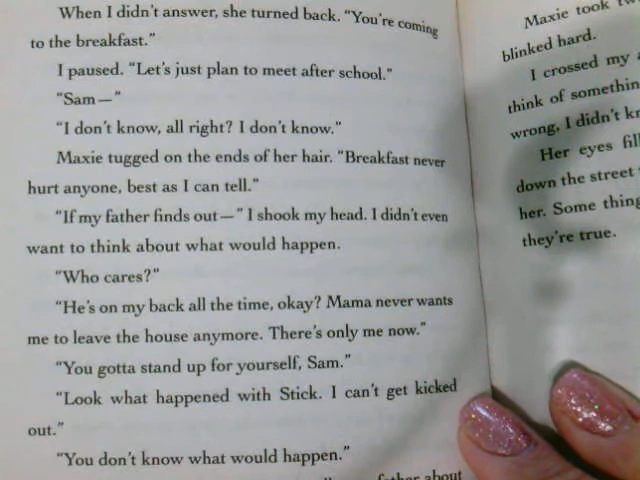 When I didn't answer, she turned back. “You're coming
to the breakfast.”
I paused. “Let's just plan to meet after school.”
“Sam—”
“I don't know, all right? I don't know.”
Maxie tugged on the ends of her hair. “Breakfast never
hurt anyone, best as I can tell.”
“If my father finds out—” I shook my head. I didn't even
want to think about what would happen.
“Who cares?”
“He's on my back all the time, okay? Mama never wants
me to leave the house anymore. There's only me now.”
“You gotta stand up for yourself, Sam.”
“Look what happened with Stick. I can't get kicked
out.”
“You don't know what would happen.”
father about
Maxie took
blinked hard.
I crossed my
think of
wrong, I didn't
Her eyes
down the street
her. Some
they're true.